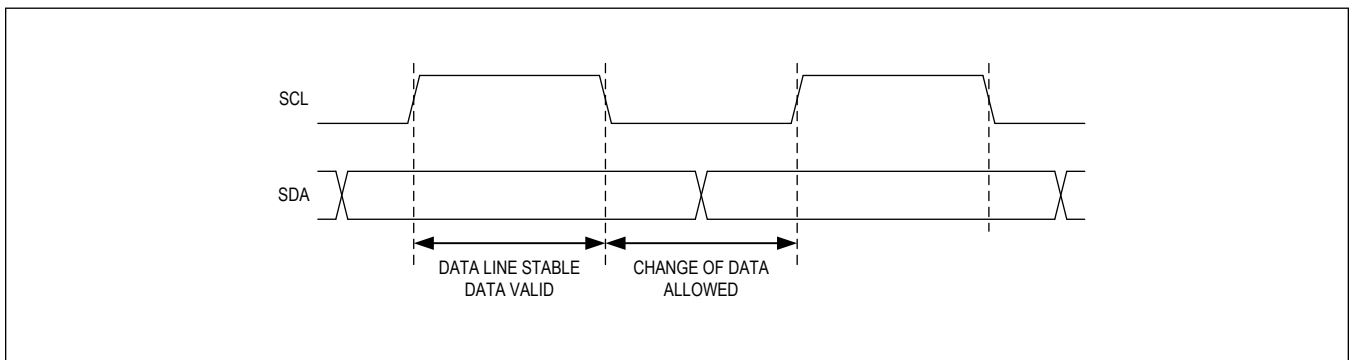 SCL
SDA
DATA LINE STABLE
DATA VALID
CHANGE OF DATA
ALLOWED